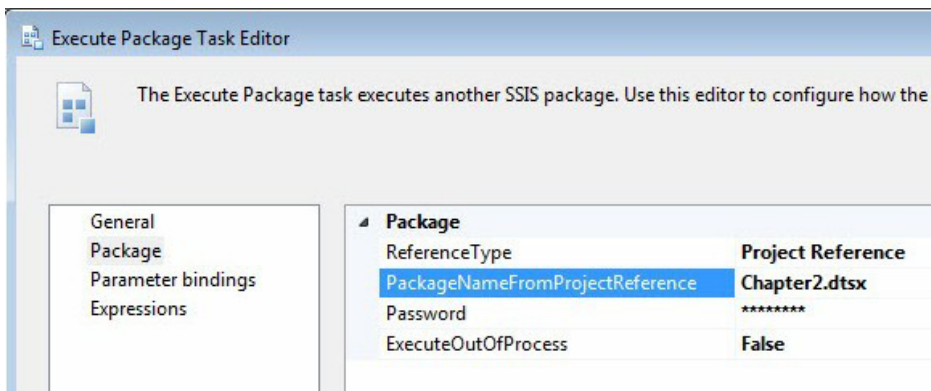 Execute Package Task Editor
The Execute Package task executes another SSIS package. Use this editor to configure how the
General
Package
Parameter bindings
Expressions
Package
ReferenceType Project Reference
PackageNameFromProjectReference Chapter2.dtsx
Password ********
ExecuteOutOfProcess False